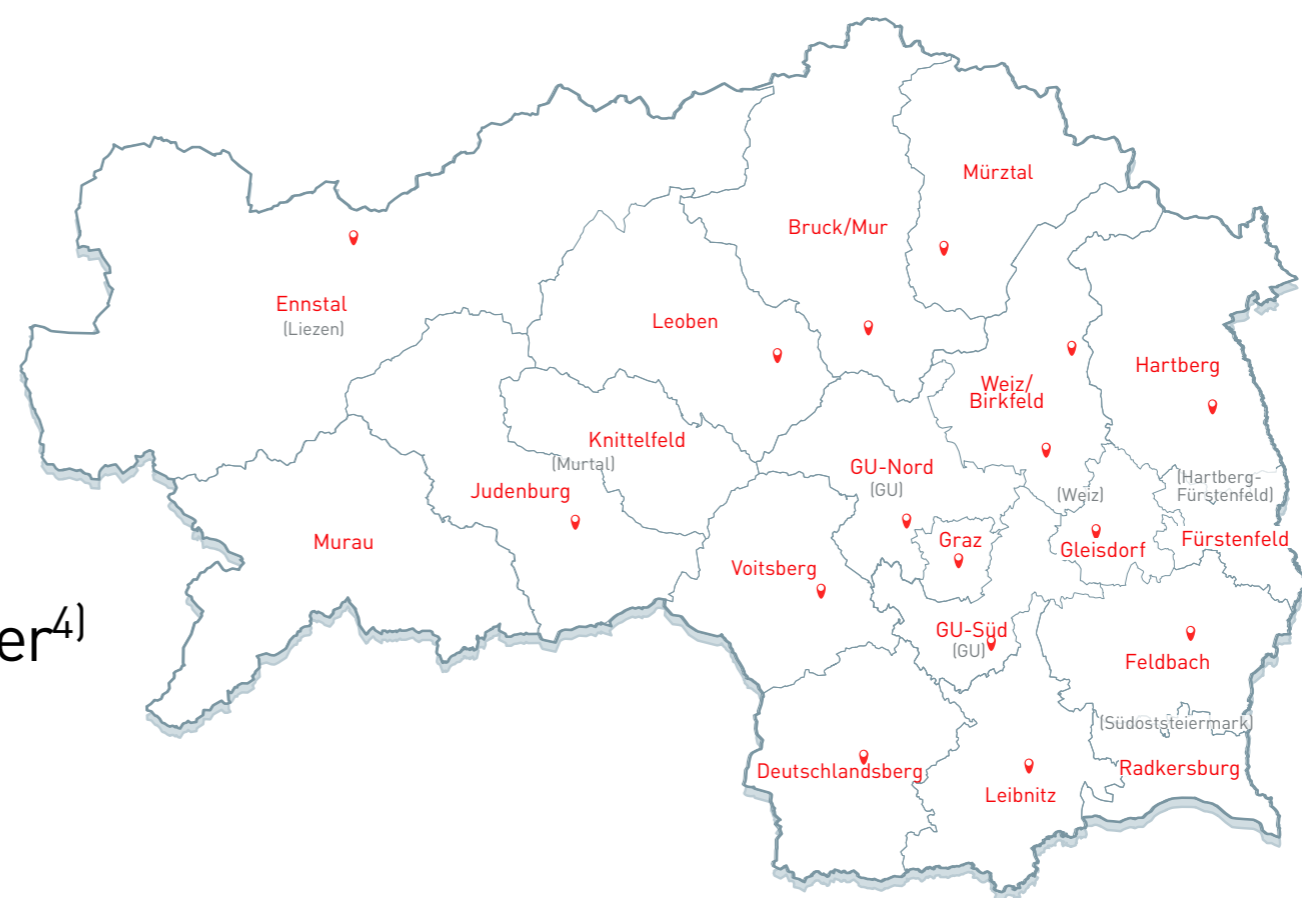 Mürztal
Bruck/Mur
Ennstal
(Liezen)
Leoben
Hartberg
Weiz/
Birkfeld
Knittelfeld
(Murtal)
GU-Nord
(GU)
Judenburg
(Weiz)
(Hartberg-
Fürstenfeld)
Murau
Graz
Gleisdorf
Fürstenfeld
Voitsberg
er4)
GU-Süd
(GU)
Feldbach
(Südoststeiermark)
Deutschlandsberg
Radkersburg
Leibnitz